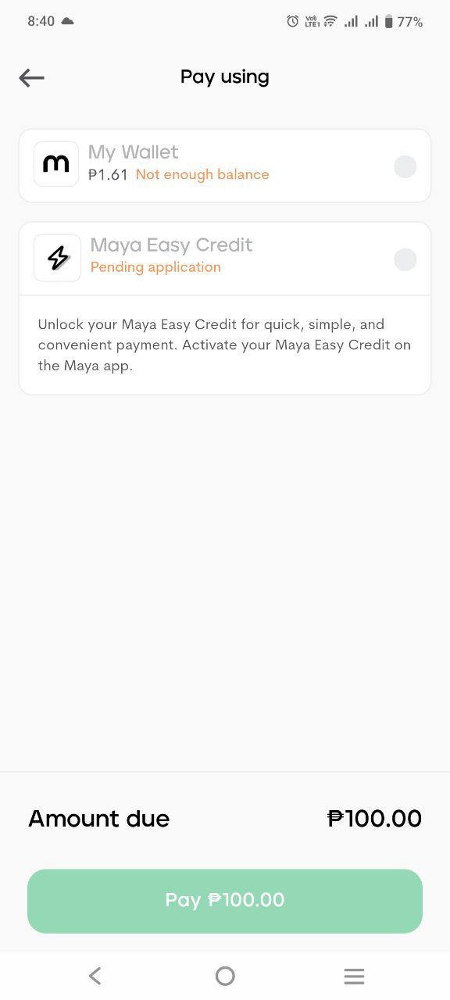 8:40
Vo)) LTE1
77%
Pay using
m
My Wallet
₱1.61 Not enough balance
Maya Easy Credit
Pending application
Unlock your Maya Easy Credit for quick, simple, and
convenient payment. Activate your Maya Easy Credit on
the Maya app.
Amount due ₱100.00
Pay ₱100.00